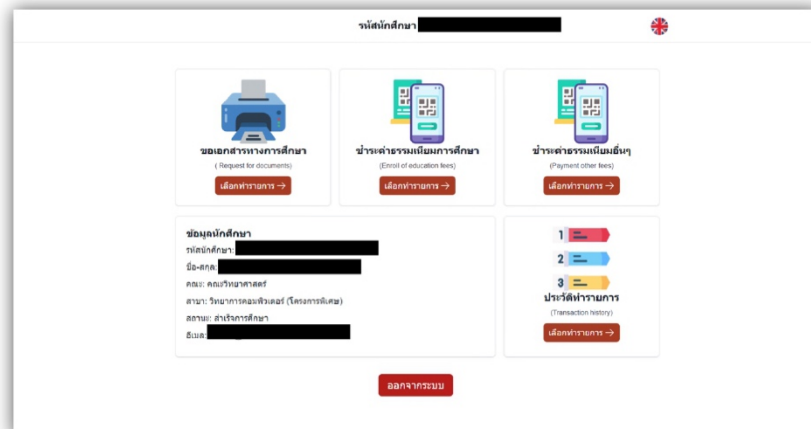 รหัสนักศึกษา
ขอเอกสารทางการศึกษา
( Request for documents)
เลือกทำรายการ →
ชำระค่าธรรมเนียมการศึกษา
(Enroll of education fees)
เลือกทำรายการ →
ชำระค่าธรรมเนียมอื่นๆ
(Payment other fees)
เลือกทำรายการ →
ข้อมูลนักศึกษา
รหัสนักศึกษา:
ชื่อ-สกุล:
คณะ: คณะวิทยาศาสตร์
สาขา: วิทยาการคอมพิวเตอร์ (โครงการพิเศษ)
สถานะ: สำเร็จการศึกษา
อีเมล:
1
2
3
ประวัติทำรายการ
(Transaction history)
เลือกทำรายการ →
ออกจากระบบ